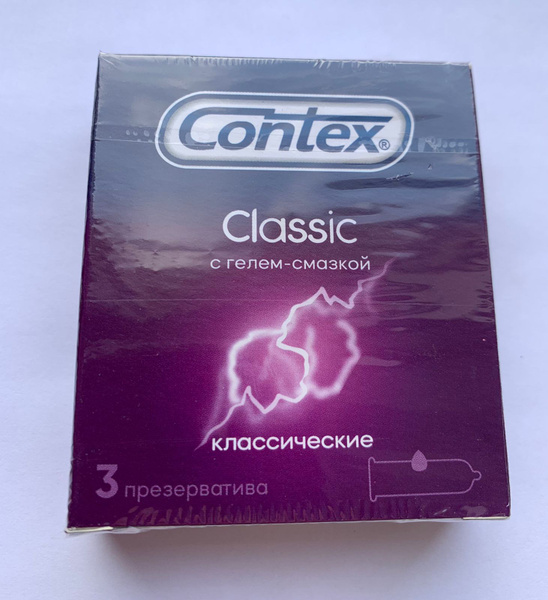 Contex®
Classic
с гелем-смазкой
классические
3 презерватива